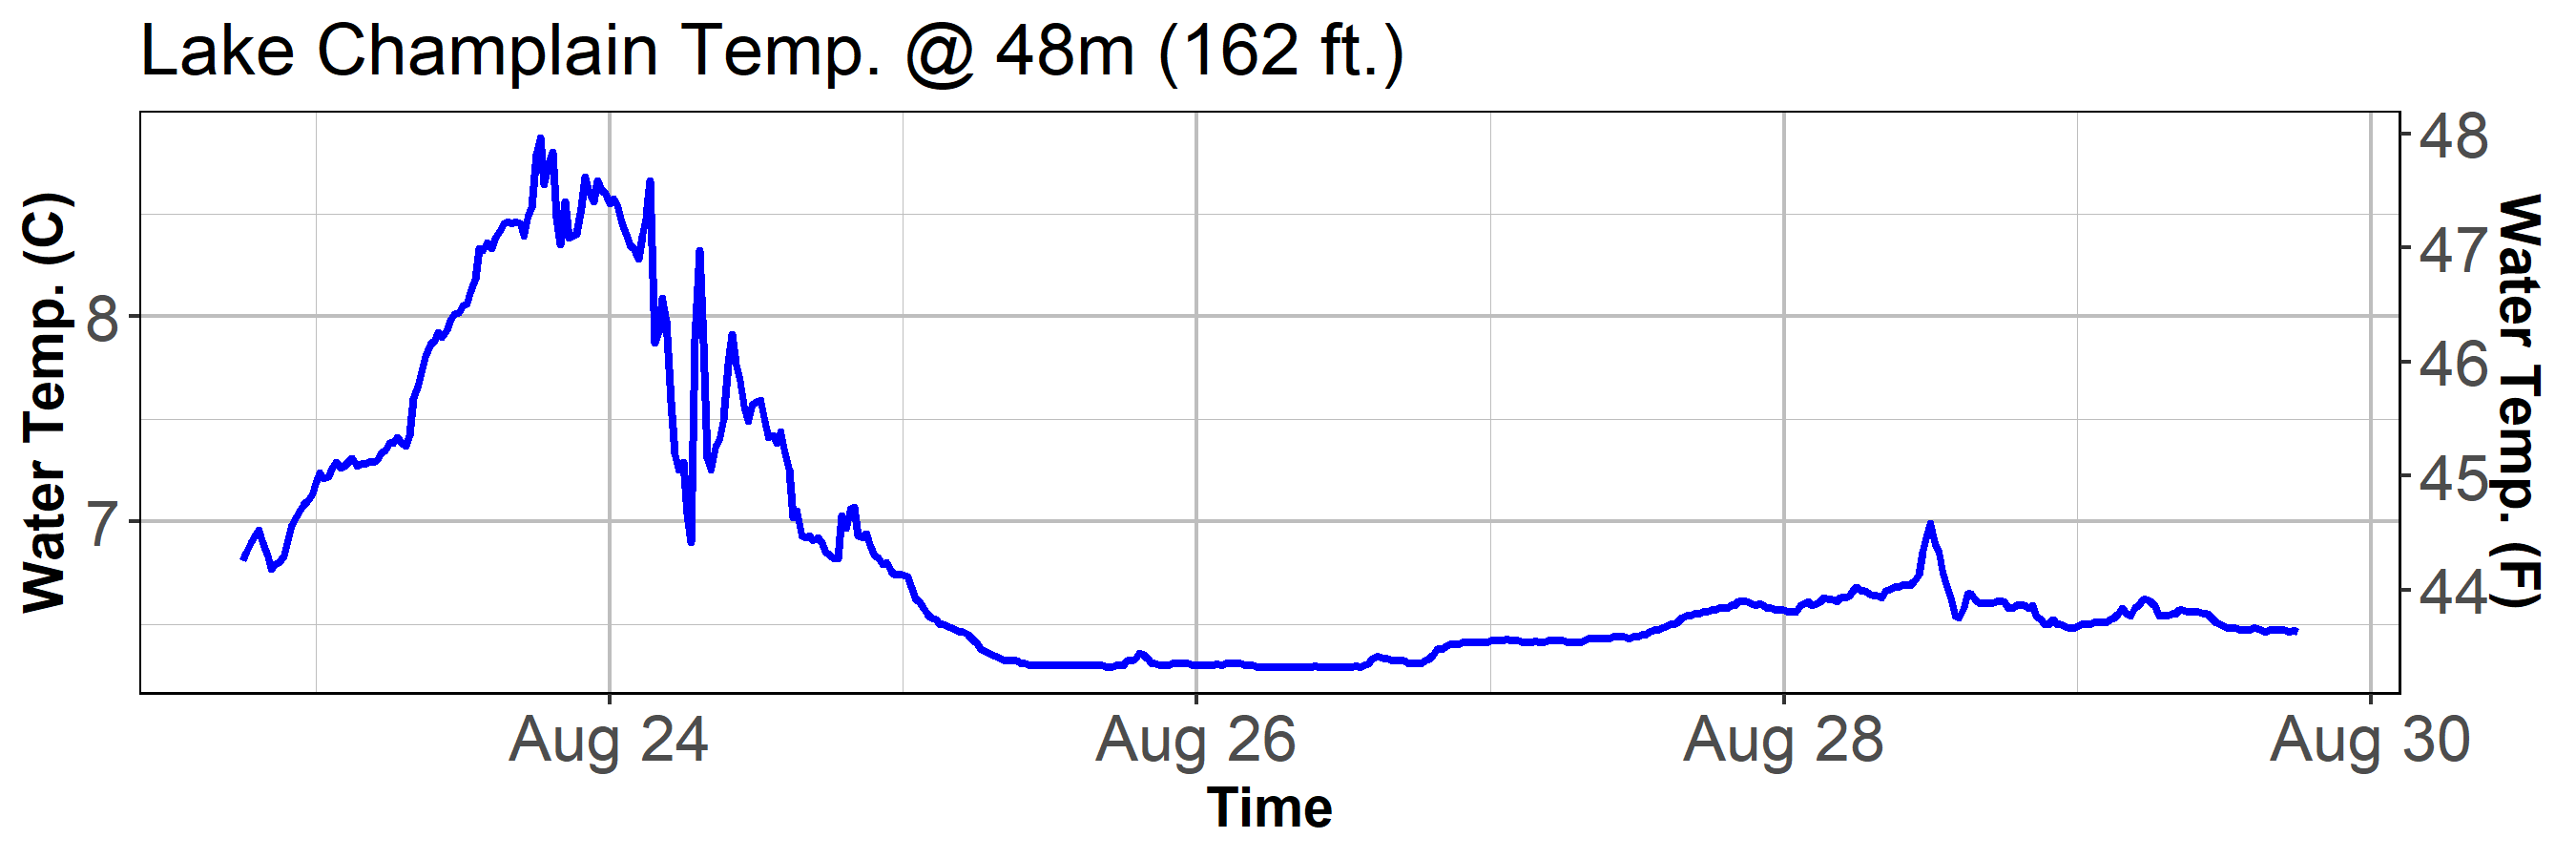 Lake Champlain Temp. @ 48m (162 ft.)
Water Temp. (C)
8
7
48
47
46
45
44
Water Temp. (F)
Aug 24 Aug 26 Aug 28 Aug 30
Time